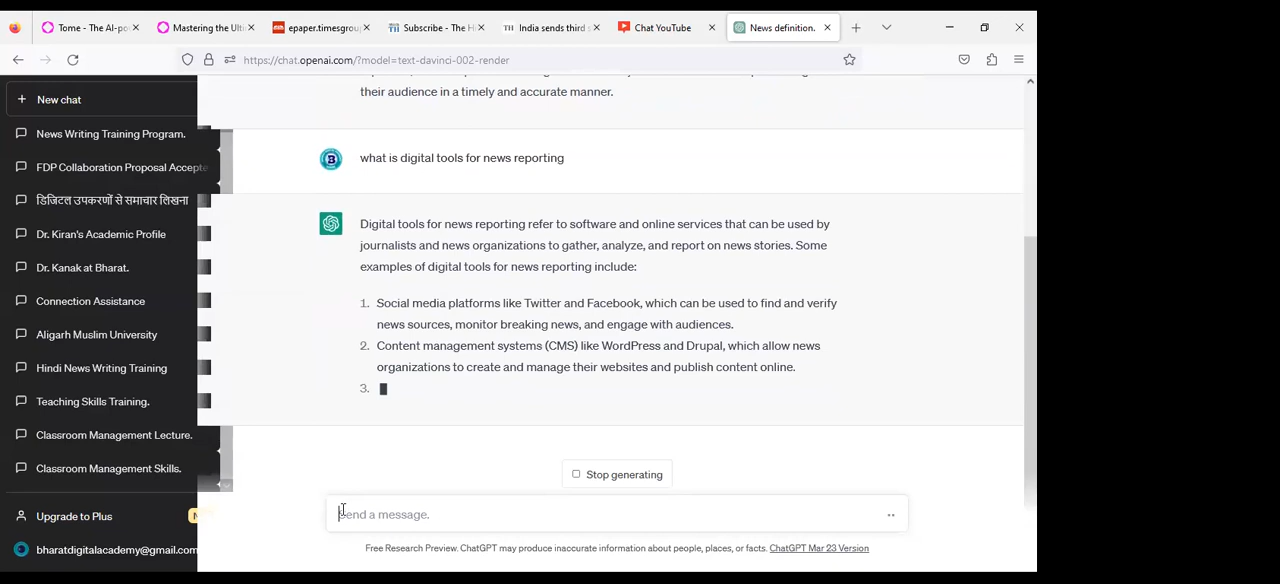 Tome - The AI-po
Mastering the Ulti
epaper.timesgroup
Subscribe - The Hi
India sends third s
Chat YouTube
News definition.
https://chat.openai.com/?model=text-davinci-002-render
New chat
News Writing Training Program.
FDP Collaboration Proposal Accepte
डिजिटल उपकरणों से समाचार लिखना
Dr. Kiran's Academic Profile
Dr. Kanak at Bharat.
Connection Assistance
Aligarh Muslim University
Hindi News Writing Training
Teaching Skills Training.
Classroom Management Lecture.
Classroom Management Skills.
Upgrade to Plus
N
bharatdigitalacademy@gmail.com
their audience in a timely and accurate manner.
what is digital tools for news reporting
Digital tools for news reporting refer to software and online services that can be used by
journalists and news organizations to gather, analyze, and report on news stories. Some
examples of digital tools for news reporting include:
1. Social media platforms like Twitter and Facebook, which can be used to find and verify
news sources, monitor breaking news, and engage with audiences.
2. Content management systems (CMS) like WordPress and Drupal, which allow news
organizations to create and manage their websites and publish content online.
3.
Stop generating
Send a message.
Free Research Preview. ChatGPT may produce inaccurate information about people, places, or facts. ChatGPT Mar 23 Version